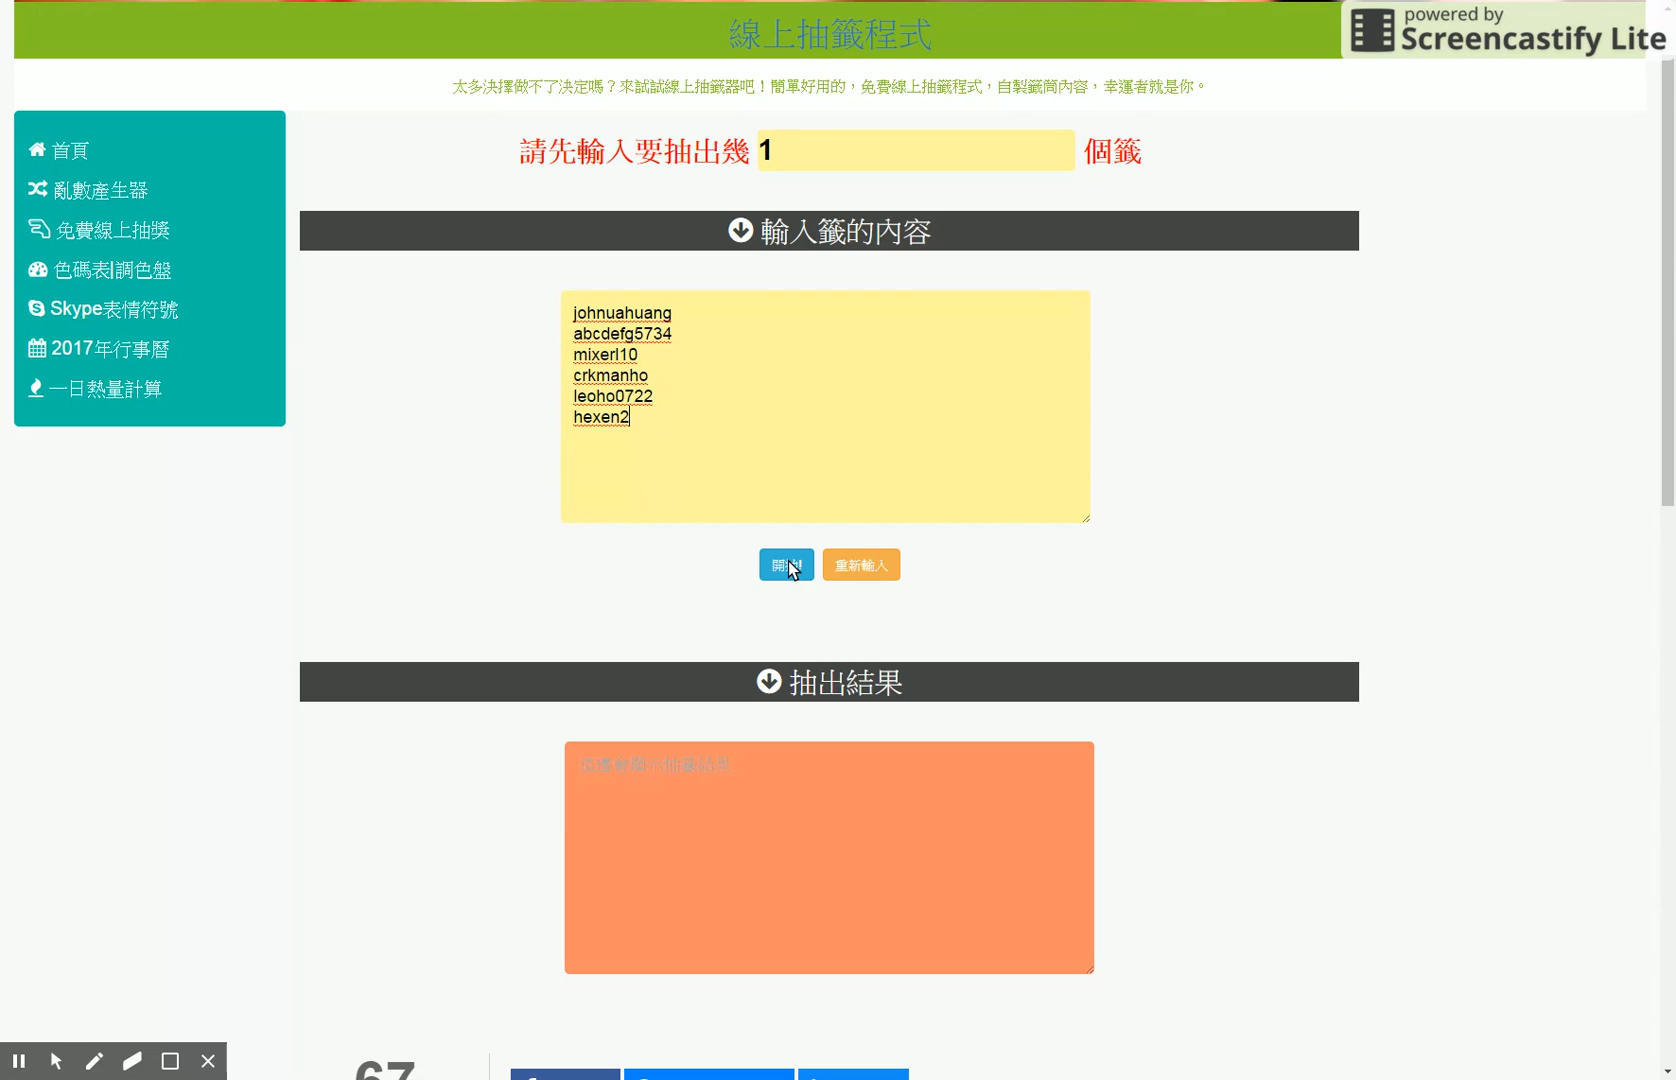 線上抽籤程式
powered by
Screencastify Lite
太多決擇做不了決定嗎？來試試線上抽籤器吧！簡單好用的，免費線上抽籤程式，自製籤筒內容，幸運者就是你。
首頁
亂數產生器
免費線上抽獎
色碼表|調色盤
Skype表情符號
2017年行事曆
一日熱量計算
請先輸入要抽出幾 1 個籤
輸入籤的內容
johnuahuang
abcdefg5734
mixerl10
crkmanho
leoho0722
hexen2
重新輸入
抽出結果
67